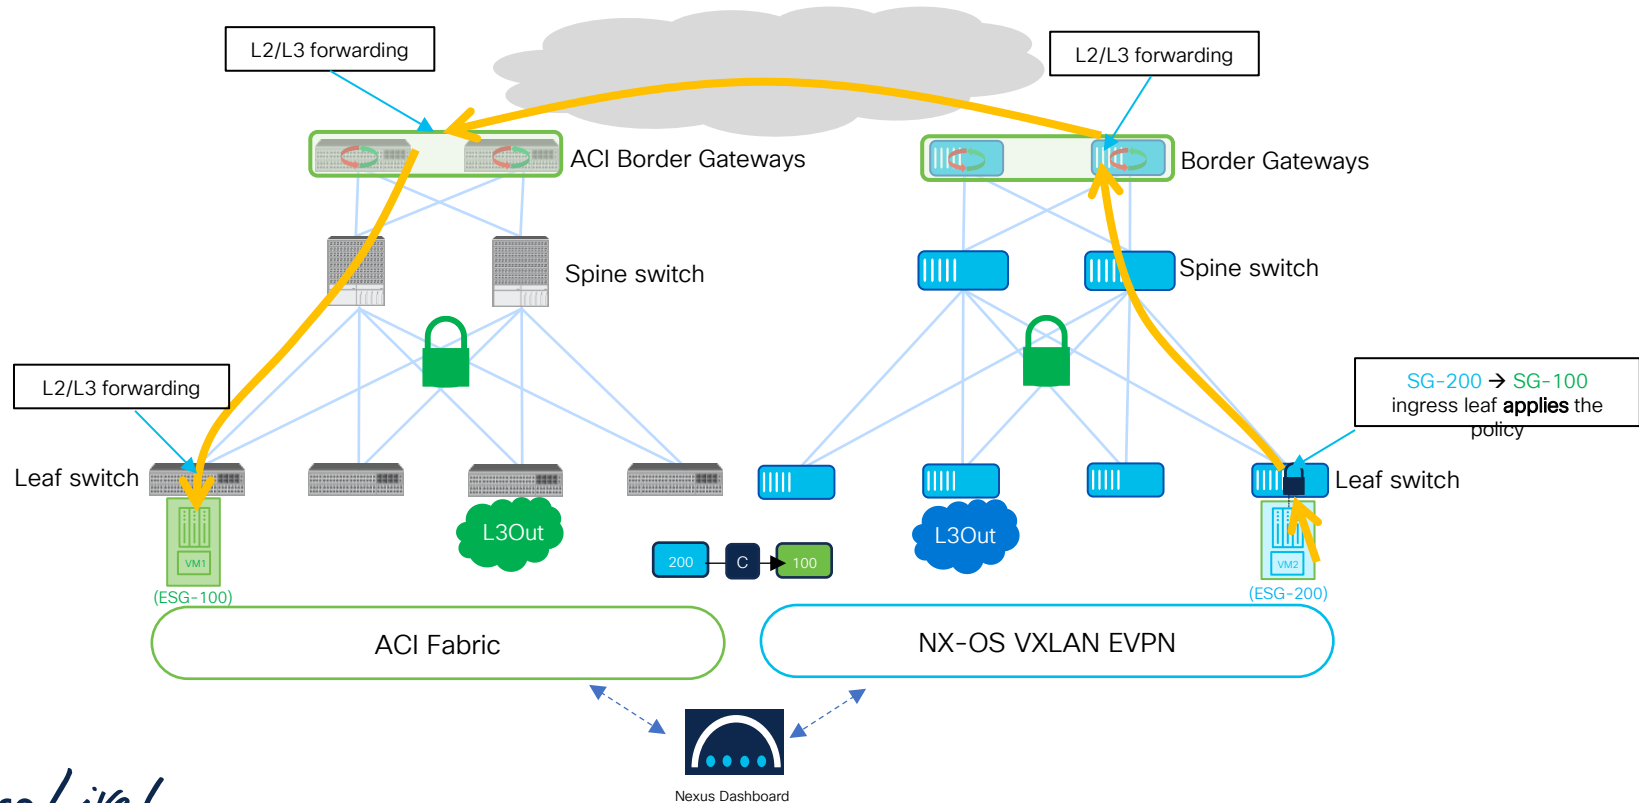 L2/L3 forwarding
L2/L3 forwarding
ACI Border Gateways
Border Gateways
Spine switch
Spine switch
L2/L3 forwarding
SG-200 → SG-100
ingress leaf applies the
policy
Leaf switch
Leaf switch
L3Out
L3Out
200
C
100
VM1
VM2
(ESG-100)
(ESG-200)
ACI Fabric
NX-OS VXLAN EVPN
Nexus Dashboard
Live!